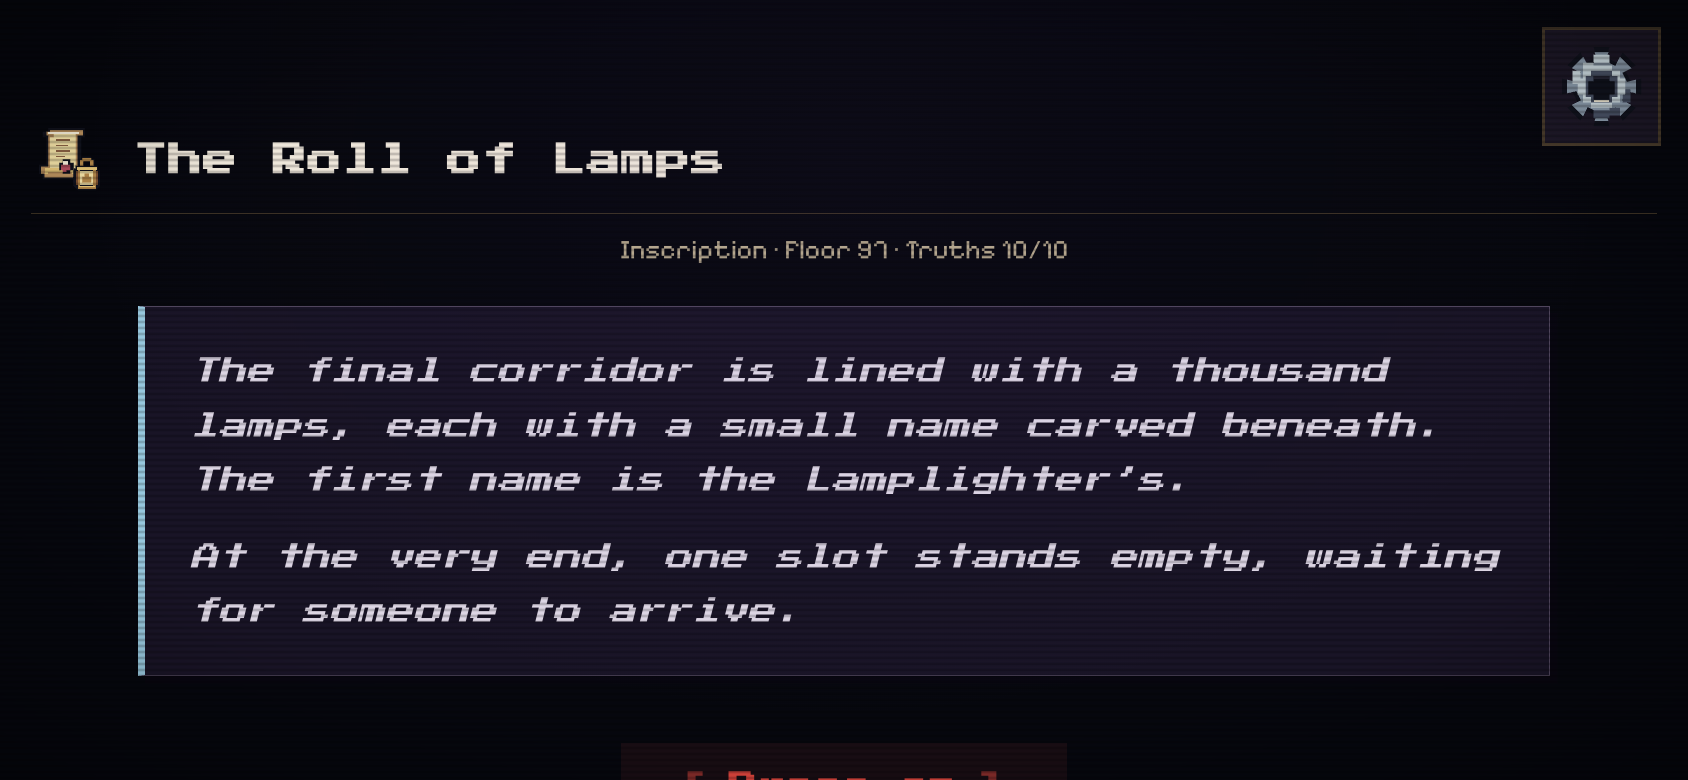 The Roll of Lamps
Inscription · Floor 97 · Truths 10/10
The final corridor is lined with a thousand
lamps, each with a small name carved beneath.
The first name is the Lamplighter's.
At the very end, one slot stands empty, waiting
for someone to arrive.